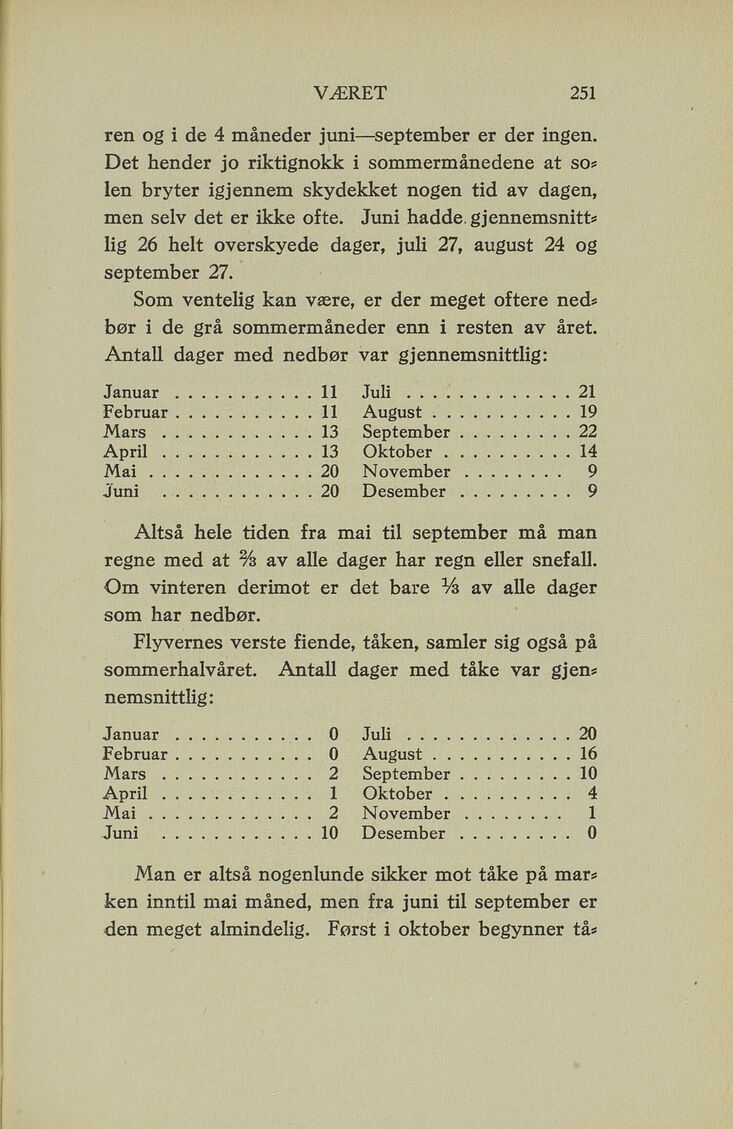 VÆRET 251
ren og i de 4 måneder juni—september er der ingen.
Det hender jo riktignokk i sommermånedene at so⸗
len bryter igjennem skydekket nogen tid av dagen,
men selv det er ikke ofte. Juni hadde gjennemsnitt⸗
lig 26 helt overskyede dager, juli 27, august 24 og
september 27.
Som ventelig kan være, er der meget oftere ned⸗
bør i de grå sommermåneder enn i resten av året.
Antall dager med nedbør var gjennemsnittlig:
Januar . . . . . . . . . . . 11 Juli . . . . . . . . . . . . . 21
Februar . . . . . . . . . . . 11 August . . . . . . . . . . . 19
Mars . . . . . . . . . . . . 13 September . . . . . . . . . 22
April . . . . . . . . . . . . 13 Oktober . . . . . . . . . . 14
Mai . . . . . . . . . . . . . 20 November . . . . . . . . 9
Juni . . . . . . . . . . . . 20 Desember . . . . . . . . . 9
Altså hele tiden fra mai til september må man
regne med at ⅔ av alle dager har regn eller snefall.
Om vinteren derimot er det bare ⅓ av alle dager
som har nedbør.
Flyvernes verste fiende, tåken, samler sig også på
sommerhalvåret. Antall dager med tåke var gjen⸗
nemsnittlig:
Januar . . . . . . . . . . . 0 Juli . . . . . . . . . . . . . 20
Februar . . . . . . . . . . . 0 August . . . . . . . . . . . 16
Mars . . . . . . . . . . . . 2 September . . . . . . . . . 10
April . . . . . . . . . . . . 1 Oktober . . . . . . . . . . 4
Mai . . . . . . . . . . . . . 2 November . . . . . . . . 1
Juni . . . . . . . . . . . . 10 Desember . . . . . . . . . 0
Man er altså nogenlunde sikker mot tåke på mar⸗
ken inntil mai måned, men fra juni til september er
den meget almindelig. Først i oktober begynner tå⸗